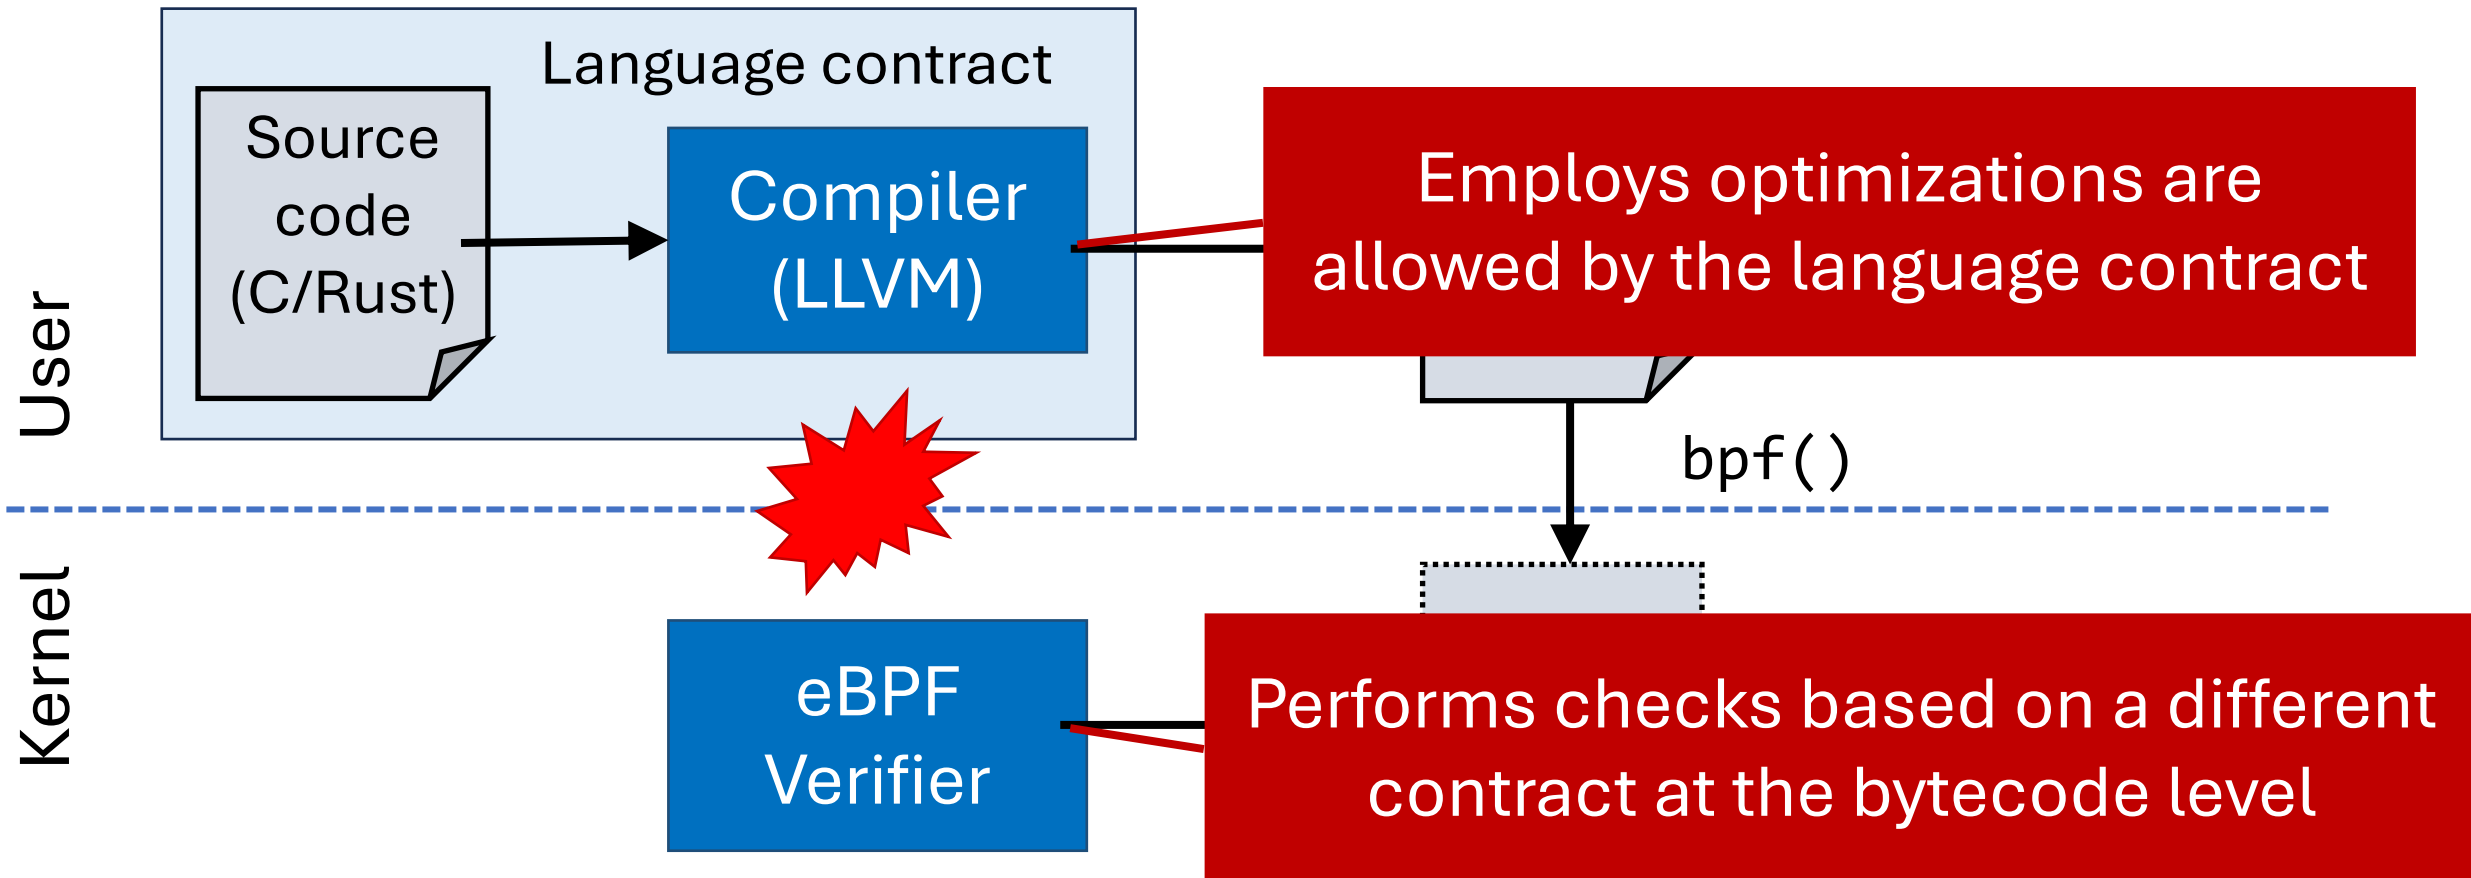 Language contract
Source
code
(C/Rust)
Compiler
(LLVM)
Employs optimizations are
allowed by the language contract
User
bpf()
Kernel
eBPF
Verifier
Performs checks based on a different
contract at the bytecode level